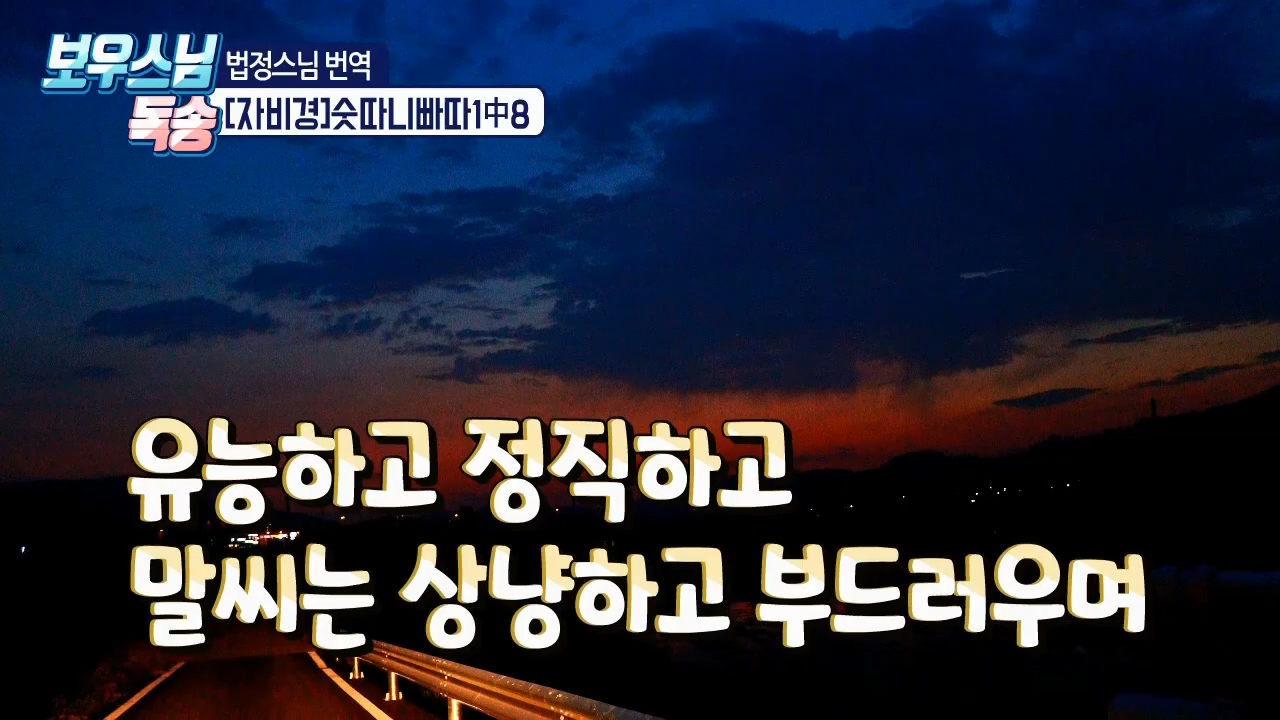 보우스님
독송
법정스님 번역
[자비경]숫따니빠따1中8
유능하고 정직하고
말씨는 상냥하고 부드러우며